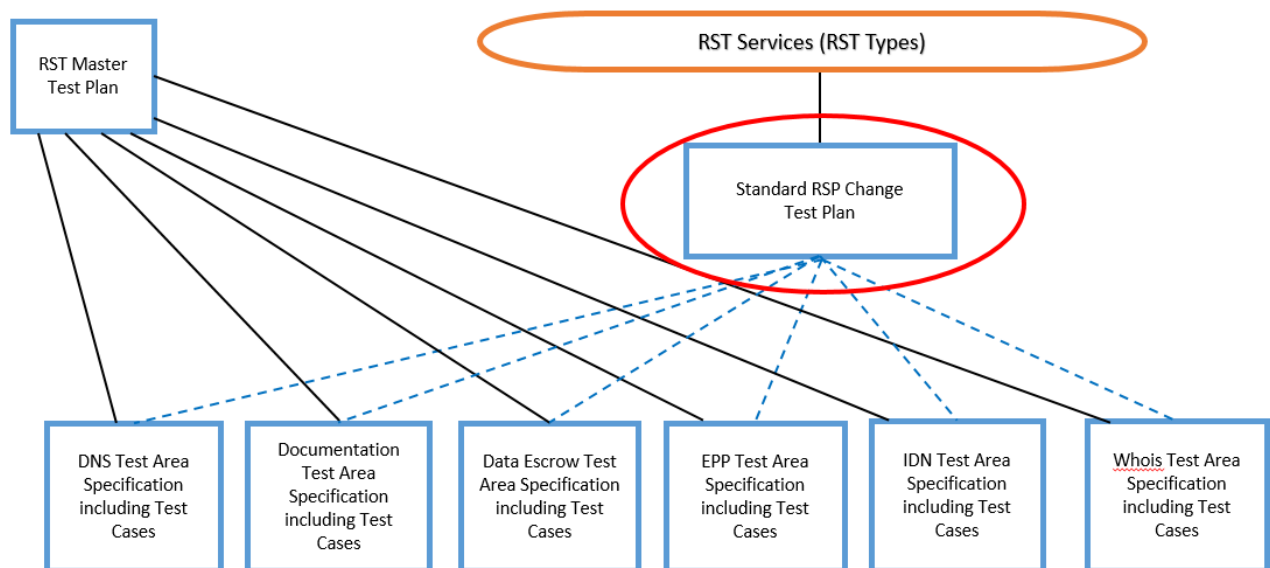 RST Services (RST Types)
RST Master
Test Plan
Standard RSP Change
Test Plan
DNS Test Area
Specification
including Test
Cases
Documentation
Test Area
Specification
including Test
Cases
Data Escrow Test
Area Specification
including Test
Cases
EPP Test Area
Specification
including Test
Cases
IDN Test Area
Specification
including Test
Cases
Whois Test Area
Specification
including Test
Cases